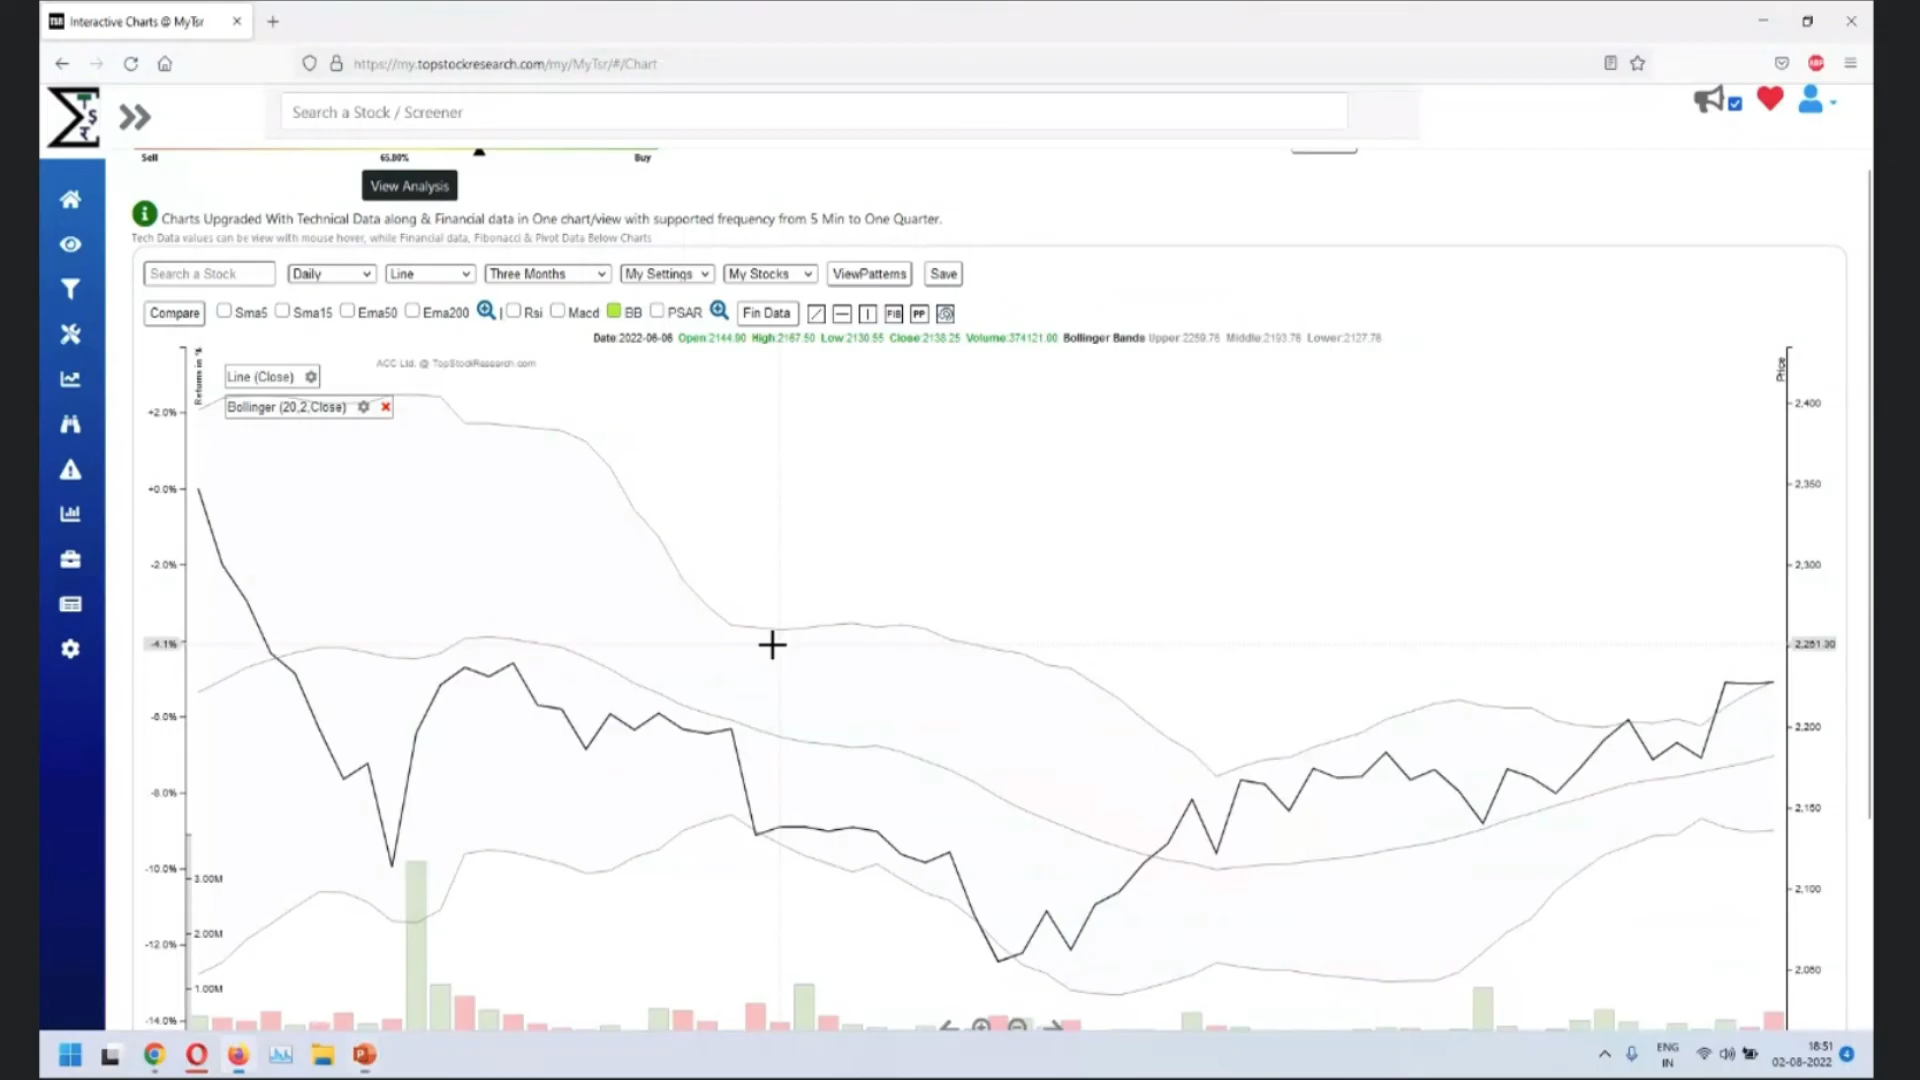 TSR Interactive Charts @ MyTsr
https://my.topstockresearch.com/my/MyTsr/#/Chart
ABP
Search a Stock / Screener
Sell 65.80% Buy
View Analysis
Charts Upgraded With Technical Data along & Financial data in One chart/view with supported frequency from 5 Min to One Quarter.
Tech Data values can be view with mouse hover, while Financial data, Fibonacci & Pivot Data Below Charts
Search a Stock Daily Line Three Months My Settings My Stocks ViewPatterns Save
Compare Sma5 Sma15 Ema50 Ema200 | Rsi Macd BB PSAR Fin Data FIB PP
Date:2022-06-06 Open:2144.90 High:2167.50 Low:2130.55 Close:2138.25 Volume:374121.00 Bollinger Bands Upper:2259.76 Middle:2193.76 Lower:2127.76
Returns in %
ACC Ltd. @ TopStockResearch.com
Price
Line (Close)
Bollinger (20,2,Close)
+2.0%
2,400
+0.0%
2,350
-2.0%
2,300
-4.1%
2,251.30
-6.0%
2,200
-8.0%
2,150
-10.0%
3.00M
2,100
2.00M
-12.0%
2,050
1.00M
-14.0%
ENG
IN
18:51
02-08-2022
4